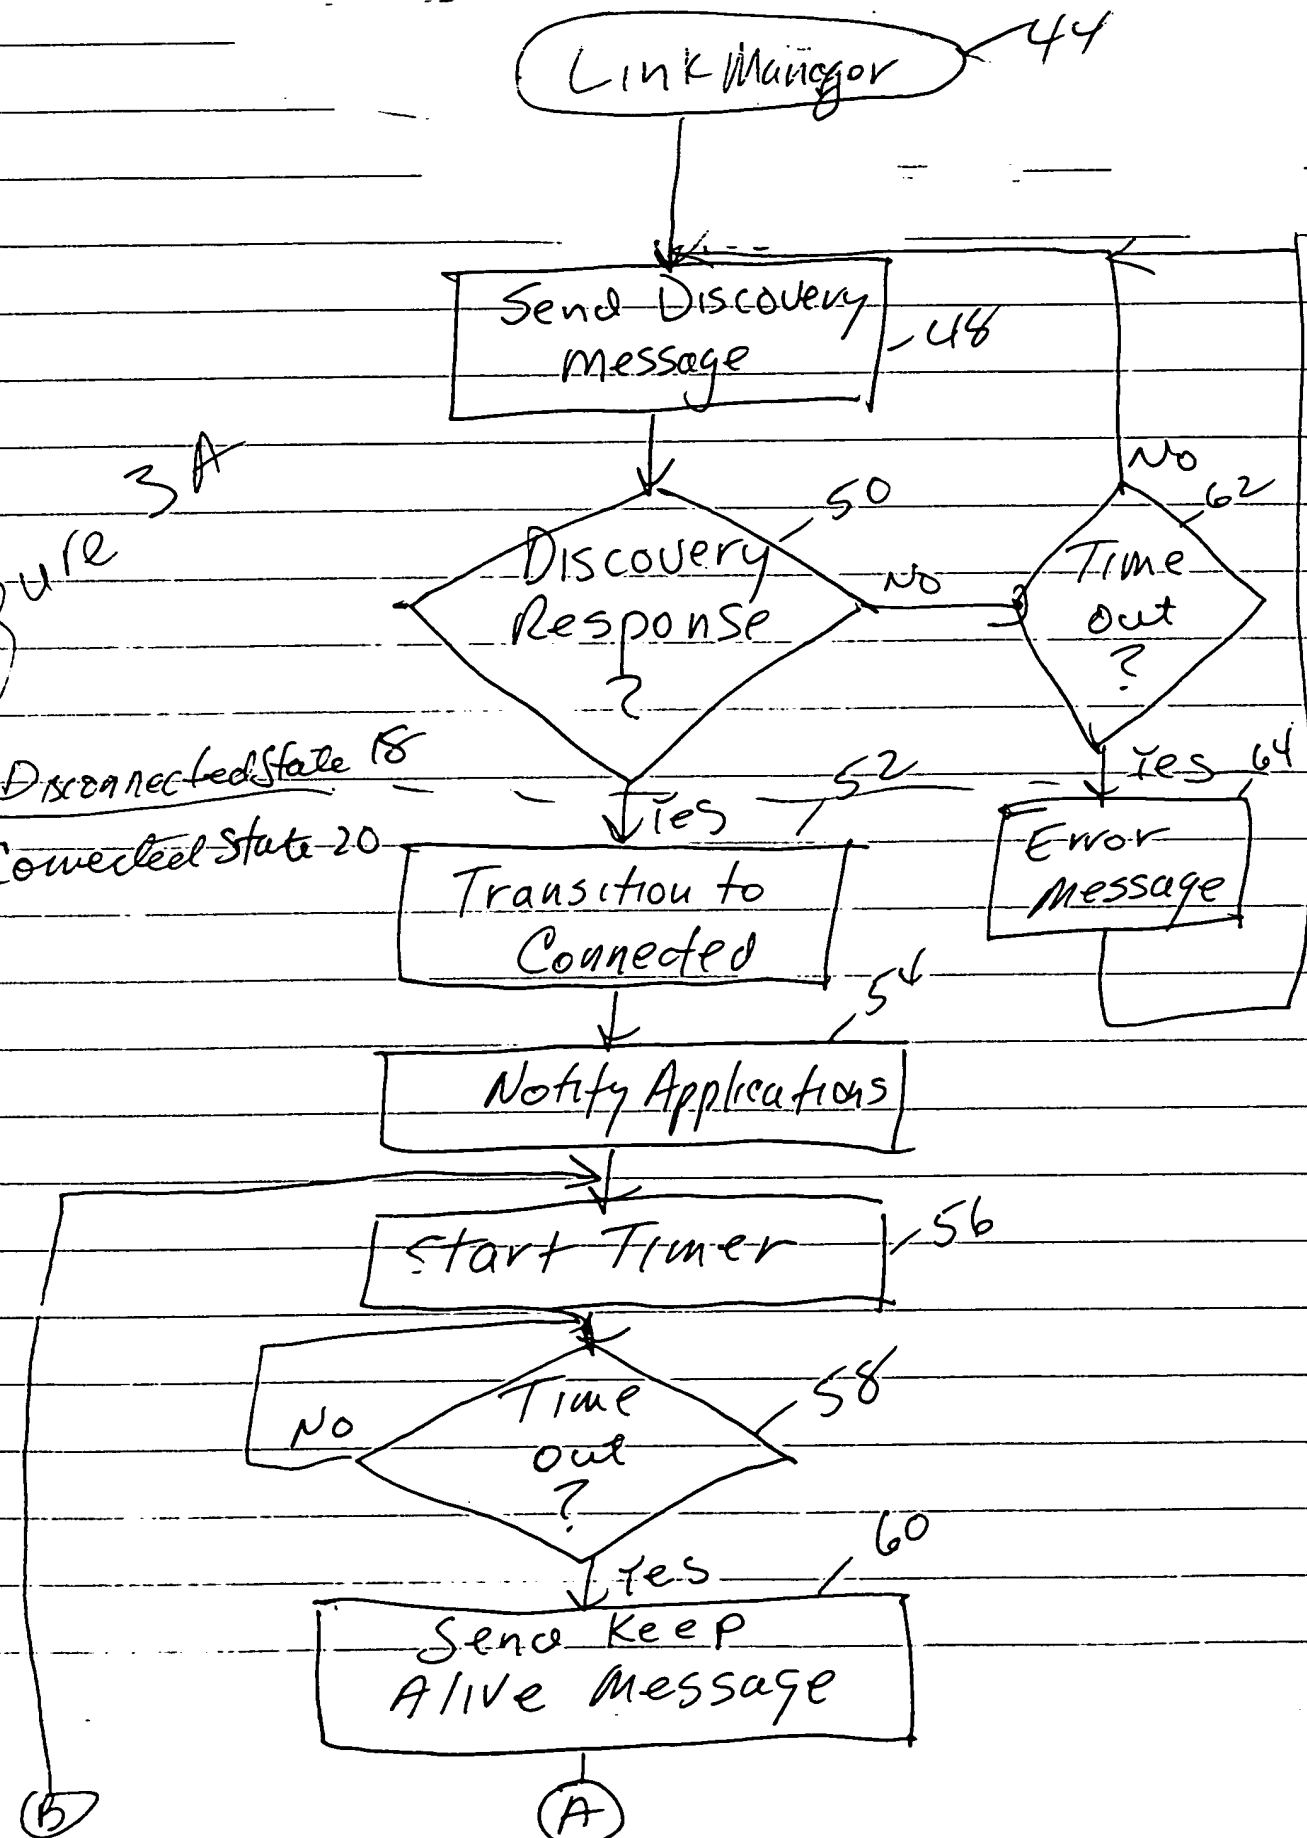 Link Manager
44
Send Discovery
Message
48
3A
No
62
50
Discovery
Response
?
No
Time
out
?
Disconnected State 18
Connected State 20
Yes
52
Yes
64
Transition to
Connected
Error
Message
54
Notify Applications
Start Timer
56
Time
out
?
58
No
Yes
60
Send Keep
Alive Message
B
A